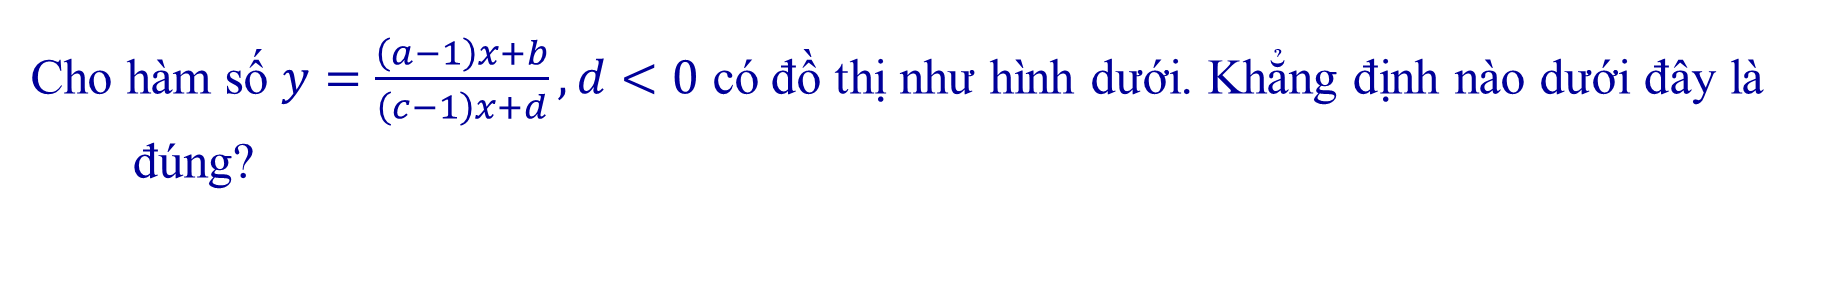 Cho hàm số $y = \frac{(a-1)x+b}{(c-1)x+d}, d < 0$ có đồ thị như hình dưới. Khẳng định nào dưới đây là
đúng?